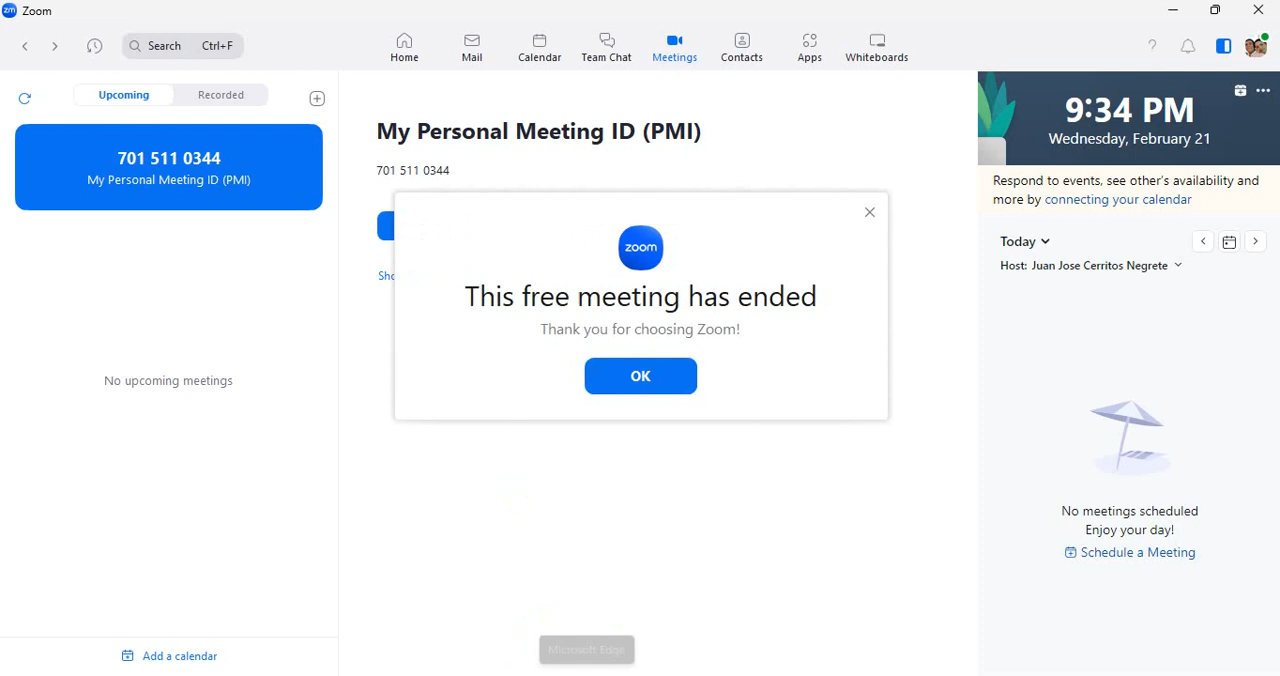 zm Zoom
Search Ctrl+F
Home
Mail
Calendar
Team Chat
Meetings
Contacts
Apps
Whiteboards
Upcoming
Recorded
701 511 0344
My Personal Meeting ID (PMI)
No upcoming meetings
Add a calendar
My Personal Meeting ID (PMI)
701 511 0344
Sho
zoom
This free meeting has ended
Thank you for choosing Zoom!
OK
Microsoft Edge
9:34 PM
Wednesday, February 21
Respond to events, see other's availability and
more by connecting your calendar
Today
Host: Juan Jose Cerritos Negrete
No meetings scheduled
Enjoy your day!
Schedule a Meeting